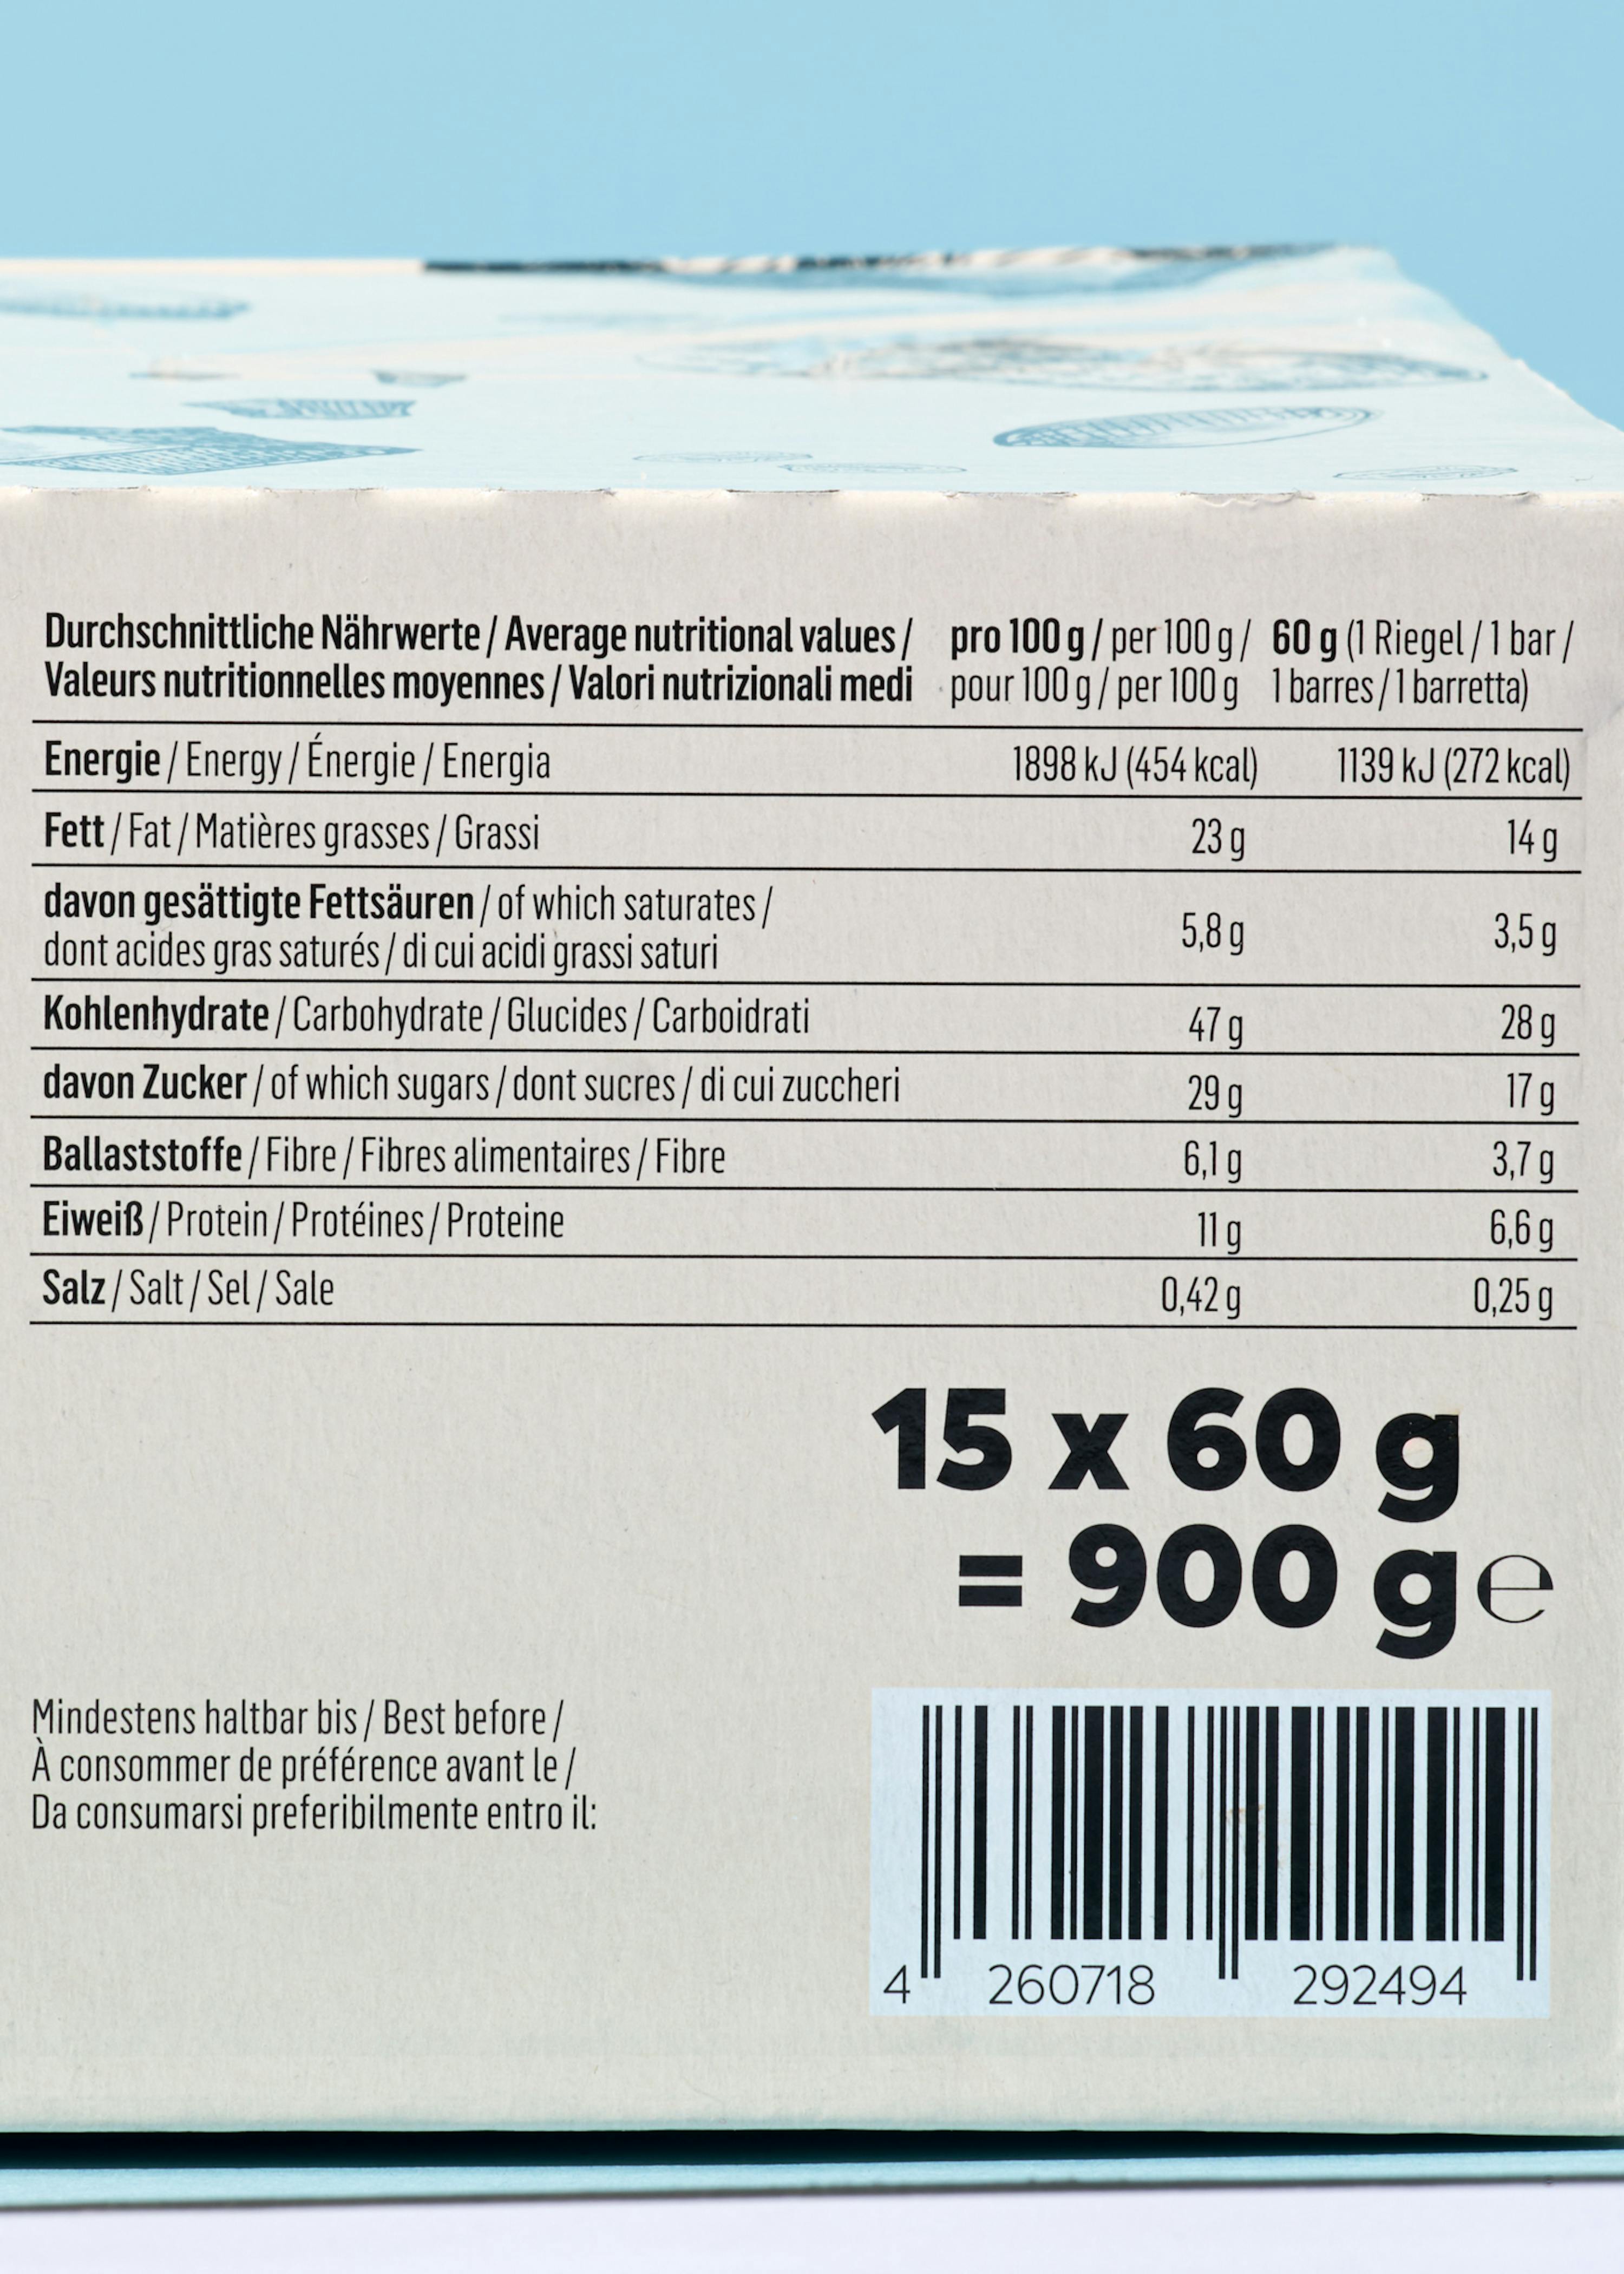 Durchschnittliche Nährwerte / Average nutritional values / pro 100 g / per 100 g / 60 g (1 Riegel / 1 bar /
Valeurs nutritionnelles moyennes / Valori nutrizionali medi pour 100 g / per 100 g 1 barres / 1 barretta)
Energie / Energy / Énergie / Energia 1898 kJ (454 kcal) 1139 kJ (272 kcal)
Fett / Fat / Matières grasses / Grassi 23 g 14 g
davon gesättigte Fettsäuren / of which saturates /
dont acides gras saturés / di cui acidi grassi saturi 5,8 g 3,5 g
Kohlenhydrate / Carbohydrate / Glucides / Carboidrati 47 g 28 g
davon Zucker / of which sugars / dont sucres / di cui zuccheri 29 g 17 g
Ballaststoffe / Fibre / Fibres alimentaires / Fibre 6,1 g 3,7 g
Eiweiß / Protein / Protéines / Proteine 11 g 6,6 g
Salz / Salt / Sel / Sale 0,42 g 0,25 g
15 x 60 g
= 900 g e
Mindestens haltbar bis / Best before /
À consommer de préférence avant le /
Da consumarsi preferibilmente entro il:
4 260718 292494